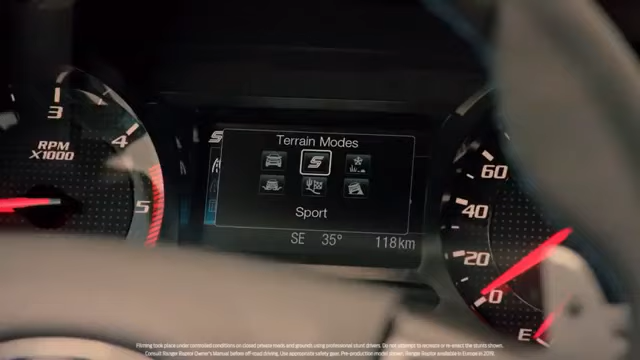 3
4
RPM
X1000
5
Terrain Modes
S
S
Sport
SE 35° 118km
60
40
20
0
E
Filming took place under controlled conditions on closed private roads and grounds using professional stunt drivers. Do not attempt to recreate or re-enact the stunts shown.
Consult Ranger Raptor Owner's Manual before off-road driving. Use appropriate safety gear. Pre-production model shown. Ranger Raptor available in Europe in 2019.